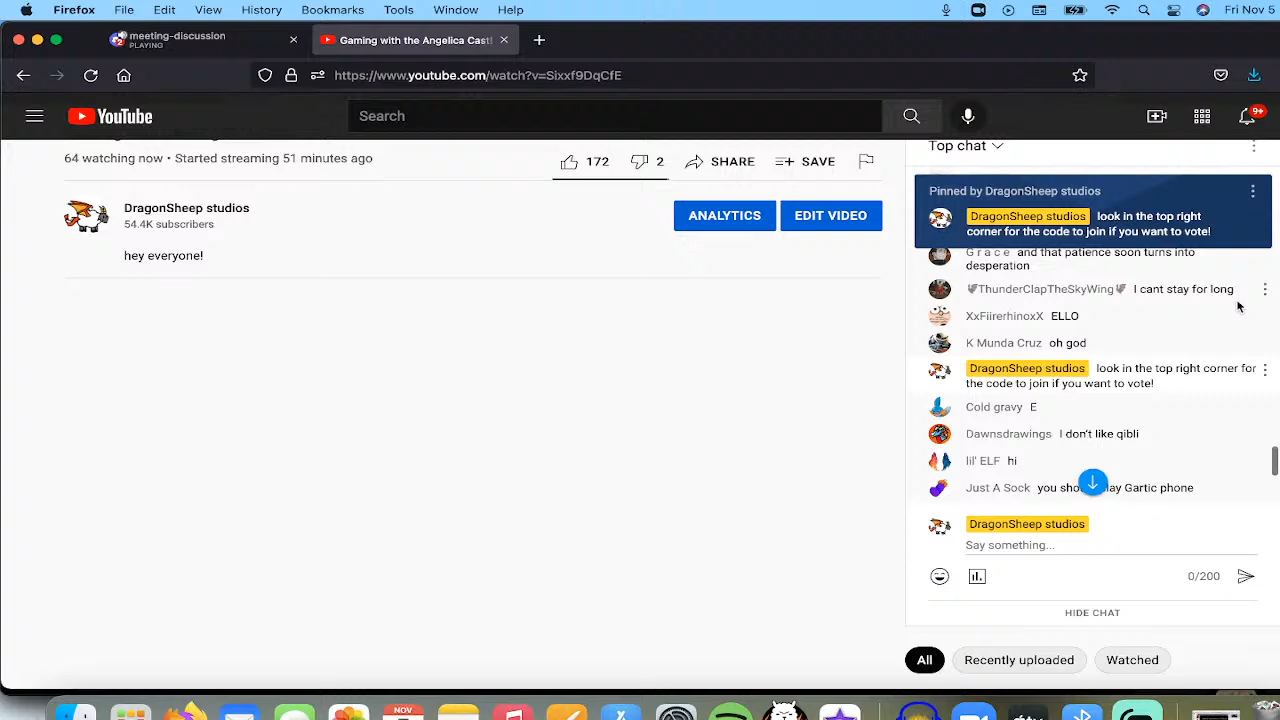 Firefox File Edit View History Bookmarks Tools Window Help Fri Nov 5
meeting-discussion
PLAYING
Gaming with the Angelica Cast!
https://www.youtube.com/watch?v=Sixxf9DqCfE
YouTube Search 9+
64 watching now • Started streaming 51 minutes ago
172 2 SHARE SAVE
DragonSheep studios
54.4K subscribers
ANALYTICS EDIT VIDEO
hey everyone!
Top chat
Pinned by DragonSheep studios
DragonSheep studios look in the top right
corner for the code to join if you want to vote!
G r a c e and that patience soon turns into
desperation
ThunderClapTheSkyWing I cant stay for long
XxFiirerhinoxX ELLO
K Munda Cruz oh god
DragonSheep studios look in the top right corner for
the code to join if you want to vote!
Cold gravy E
Dawnsdrawings I don't like qibli
lil' ELF hi
Just A Sock you Gartic phone
DragonSheep studios
Say something...
0/200
HIDE CHAT
All Recently uploaded Watched
NOV